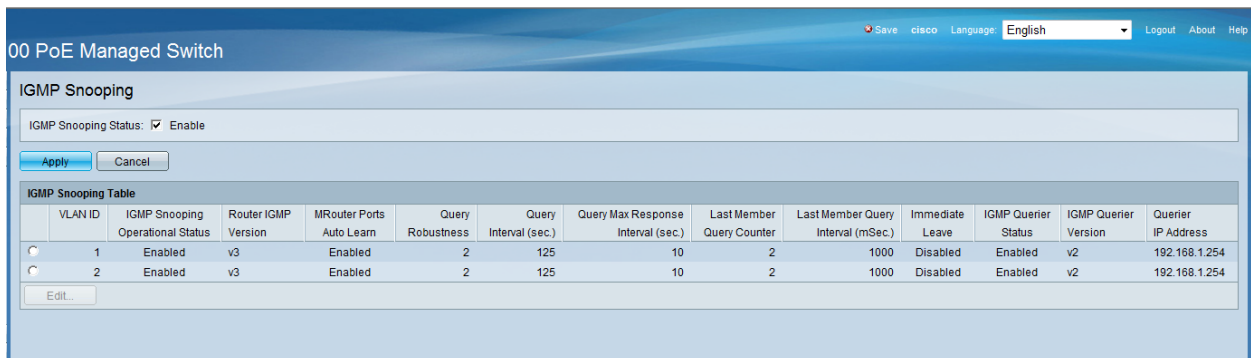 Save cisco Language: English Logout About Help
00 PoE Managed Switch
IGMP Snooping
IGMP Snooping Status: Enable
Apply Cancel
IGMP Snooping Table
VLAN ID IGMP Snooping Router IGMP MRouter Ports Query Query Query Max Response Last Member Last Member Query Immediate IGMP Querier IGMP Querier Querier
Operational Status Version Auto Learn Robustness Interval (sec.) Interval (sec.) Query Counter Interval (mSec.) Leave Status Version IP Address
1 Enabled v3 Enabled 2 125 10 2 1000 Disabled Enabled v2 192.168.1.254
2 Enabled v3 Enabled 2 125 10 2 1000 Disabled Enabled v2 192.168.1.254
Edit...